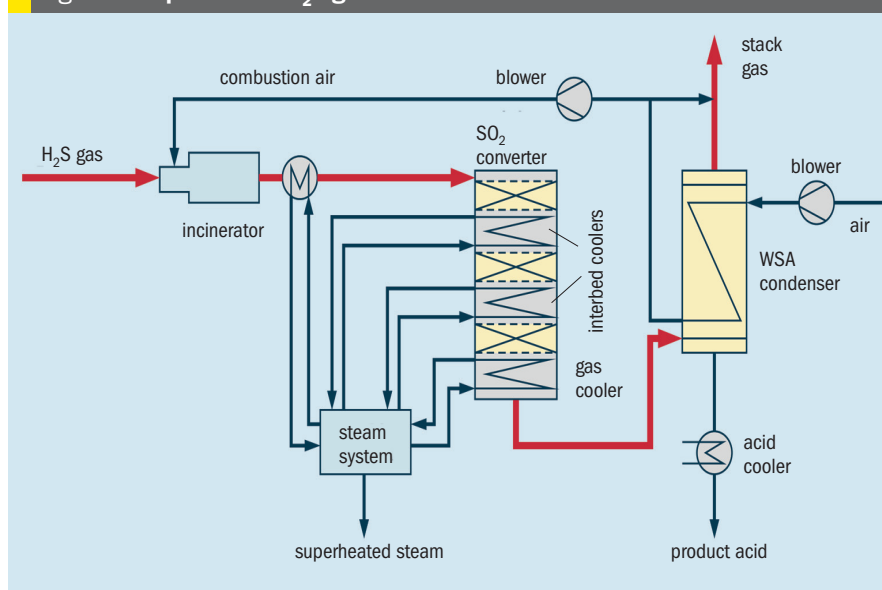 combustion air
blower
stack
gas
H₂S gas
SO₂
converter
blower
incinerator
interbed coolers
air
WSA
condenser
gas
cooler
steam
system
acid
cooler
superheated steam
product acid